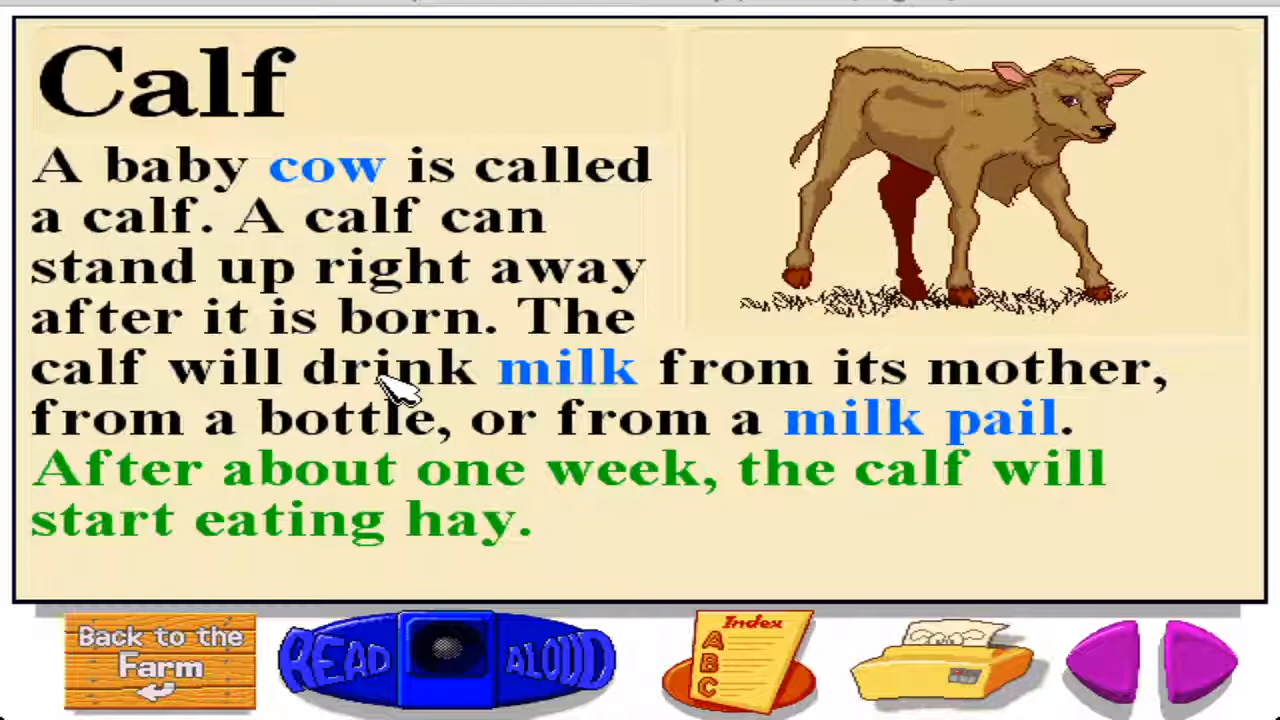 Calf
A baby cow is called
a calf. A calf can
stand up right away
after it is born. The
calf will drink milk from its mother,
from a bottle, or from a milk pail.
After about one week, the calf will
start eating hay.
Back to the
Farm
READ ALOUD
Index
A
B
C